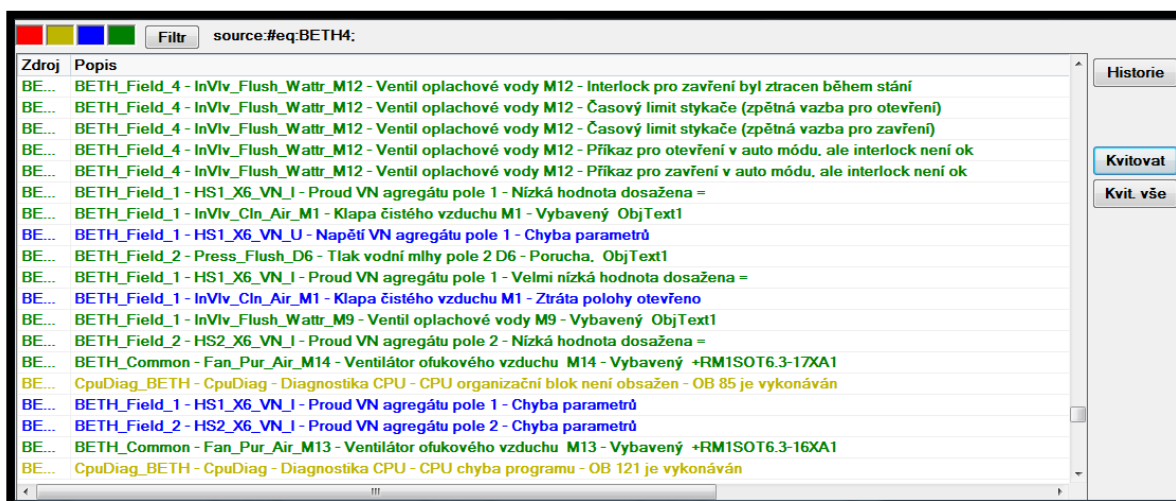 Filtr source:#eq:BETH4;
Zdroj Popis
BE... BETH_Field_4 - InVlv_Flush_Wattr_M12 - Ventil oplachové vody M12 - Interlock pro zavření byl ztracen během stání
BE... BETH_Field_4 - InVlv_Flush_Wattr_M12 - Ventil oplachové vody M12 - Časový limit stykače (zpětná vazba pro otevření)
BE... BETH_Field_4 - InVlv_Flush_Wattr_M12 - Ventil oplachové vody M12 - Časový limit stykače (zpětná vazba pro zavření)
BE... BETH_Field_4 - InVlv_Flush_Wattr_M12 - Ventil oplachové vody M12 - Příkaz pro otevření v auto módu, ale interlock není ok
BE... BETH_Field_4 - InVlv_Flush_Wattr_M12 - Ventil oplachové vody M12 - Příkaz pro zavření v auto módu, ale interlock není ok
BE... BETH_Field_1 - HS1_X6_VN_I - Proud VN agregátu pole 1 - Nízká hodnota dosažena =
BE... BETH_Field_1 - InVlv_Cln_Air_M1 - Klapa čistého vzduchu M1 - Vybavený ObjText1
BE... BETH_Field_1 - HS1_X6_VN_U - Napětí VN agregátu pole 1 - Chyba parametrů
BE... BETH_Field_2 - Press_Flush_D6 - Tlak vodní mlhy pole 2 D6 - Porucha, ObjText1
BE... BETH_Field_1 - HS1_X6_VN_I - Proud VN agregátu pole 1 - Velmi nízká hodnota dosažena =
BE... BETH_Field_1 - InVlv_Cln_Air_M1 - Klapa čistého vzduchu M1 - Ztráta polohy otevřeno
BE... BETH_Field_1 - InVlv_Flush_Wattr_M9 - Ventil oplachové vody M9 - Vybavený ObjText1
BE... BETH_Field_2 - HS2_X6_VN_I - Proud VN agregátu pole 2 - Nízká hodnota dosažena =
BE... BETH_Common - Fan_Pur_Air_M14 - Ventilátor ofukového vzduchu M14 - Vybavený +RM1SOT6.3-17XA1
BE... CpuDiag_BETH - CpuDiag - Diagnostika CPU - CPU organizační blok není obsažen - OB 85 je vykonáván
BE... BETH_Field_1 - HS1_X6_VN_I - Proud VN agregátu pole 1 - Chyba parametrů
BE... BETH_Field_2 - HS2_X6_VN_I - Proud VN agregátu pole 2 - Chyba parametrů
BE... BETH_Common - Fan_Pur_Air_M13 - Ventilátor ofukového vzduchu M13 - Vybavený +RM1SOT6.3-16XA1
BE... CpuDiag_BETH - CpuDiag - Diagnostika CPU - CPU chyba programu - OB 121 je vykonáván
Historie
Kvitovat
Kvit. vše